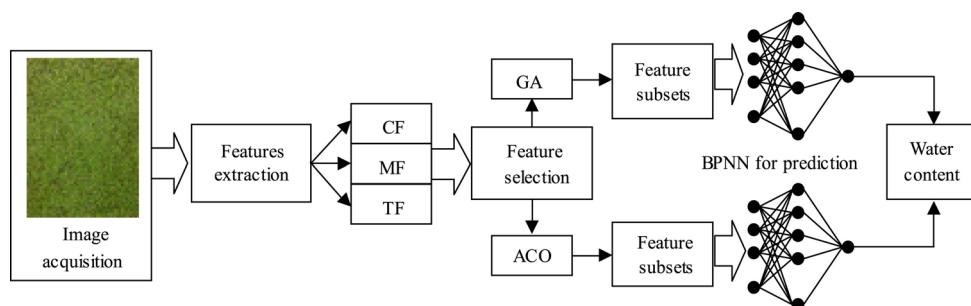 Image
acquisition
Features
extraction
CF
MF
TF
Feature
selection
GA
ACO
Feature
subsets
Feature
subsets
BPNN for prediction
Water
content